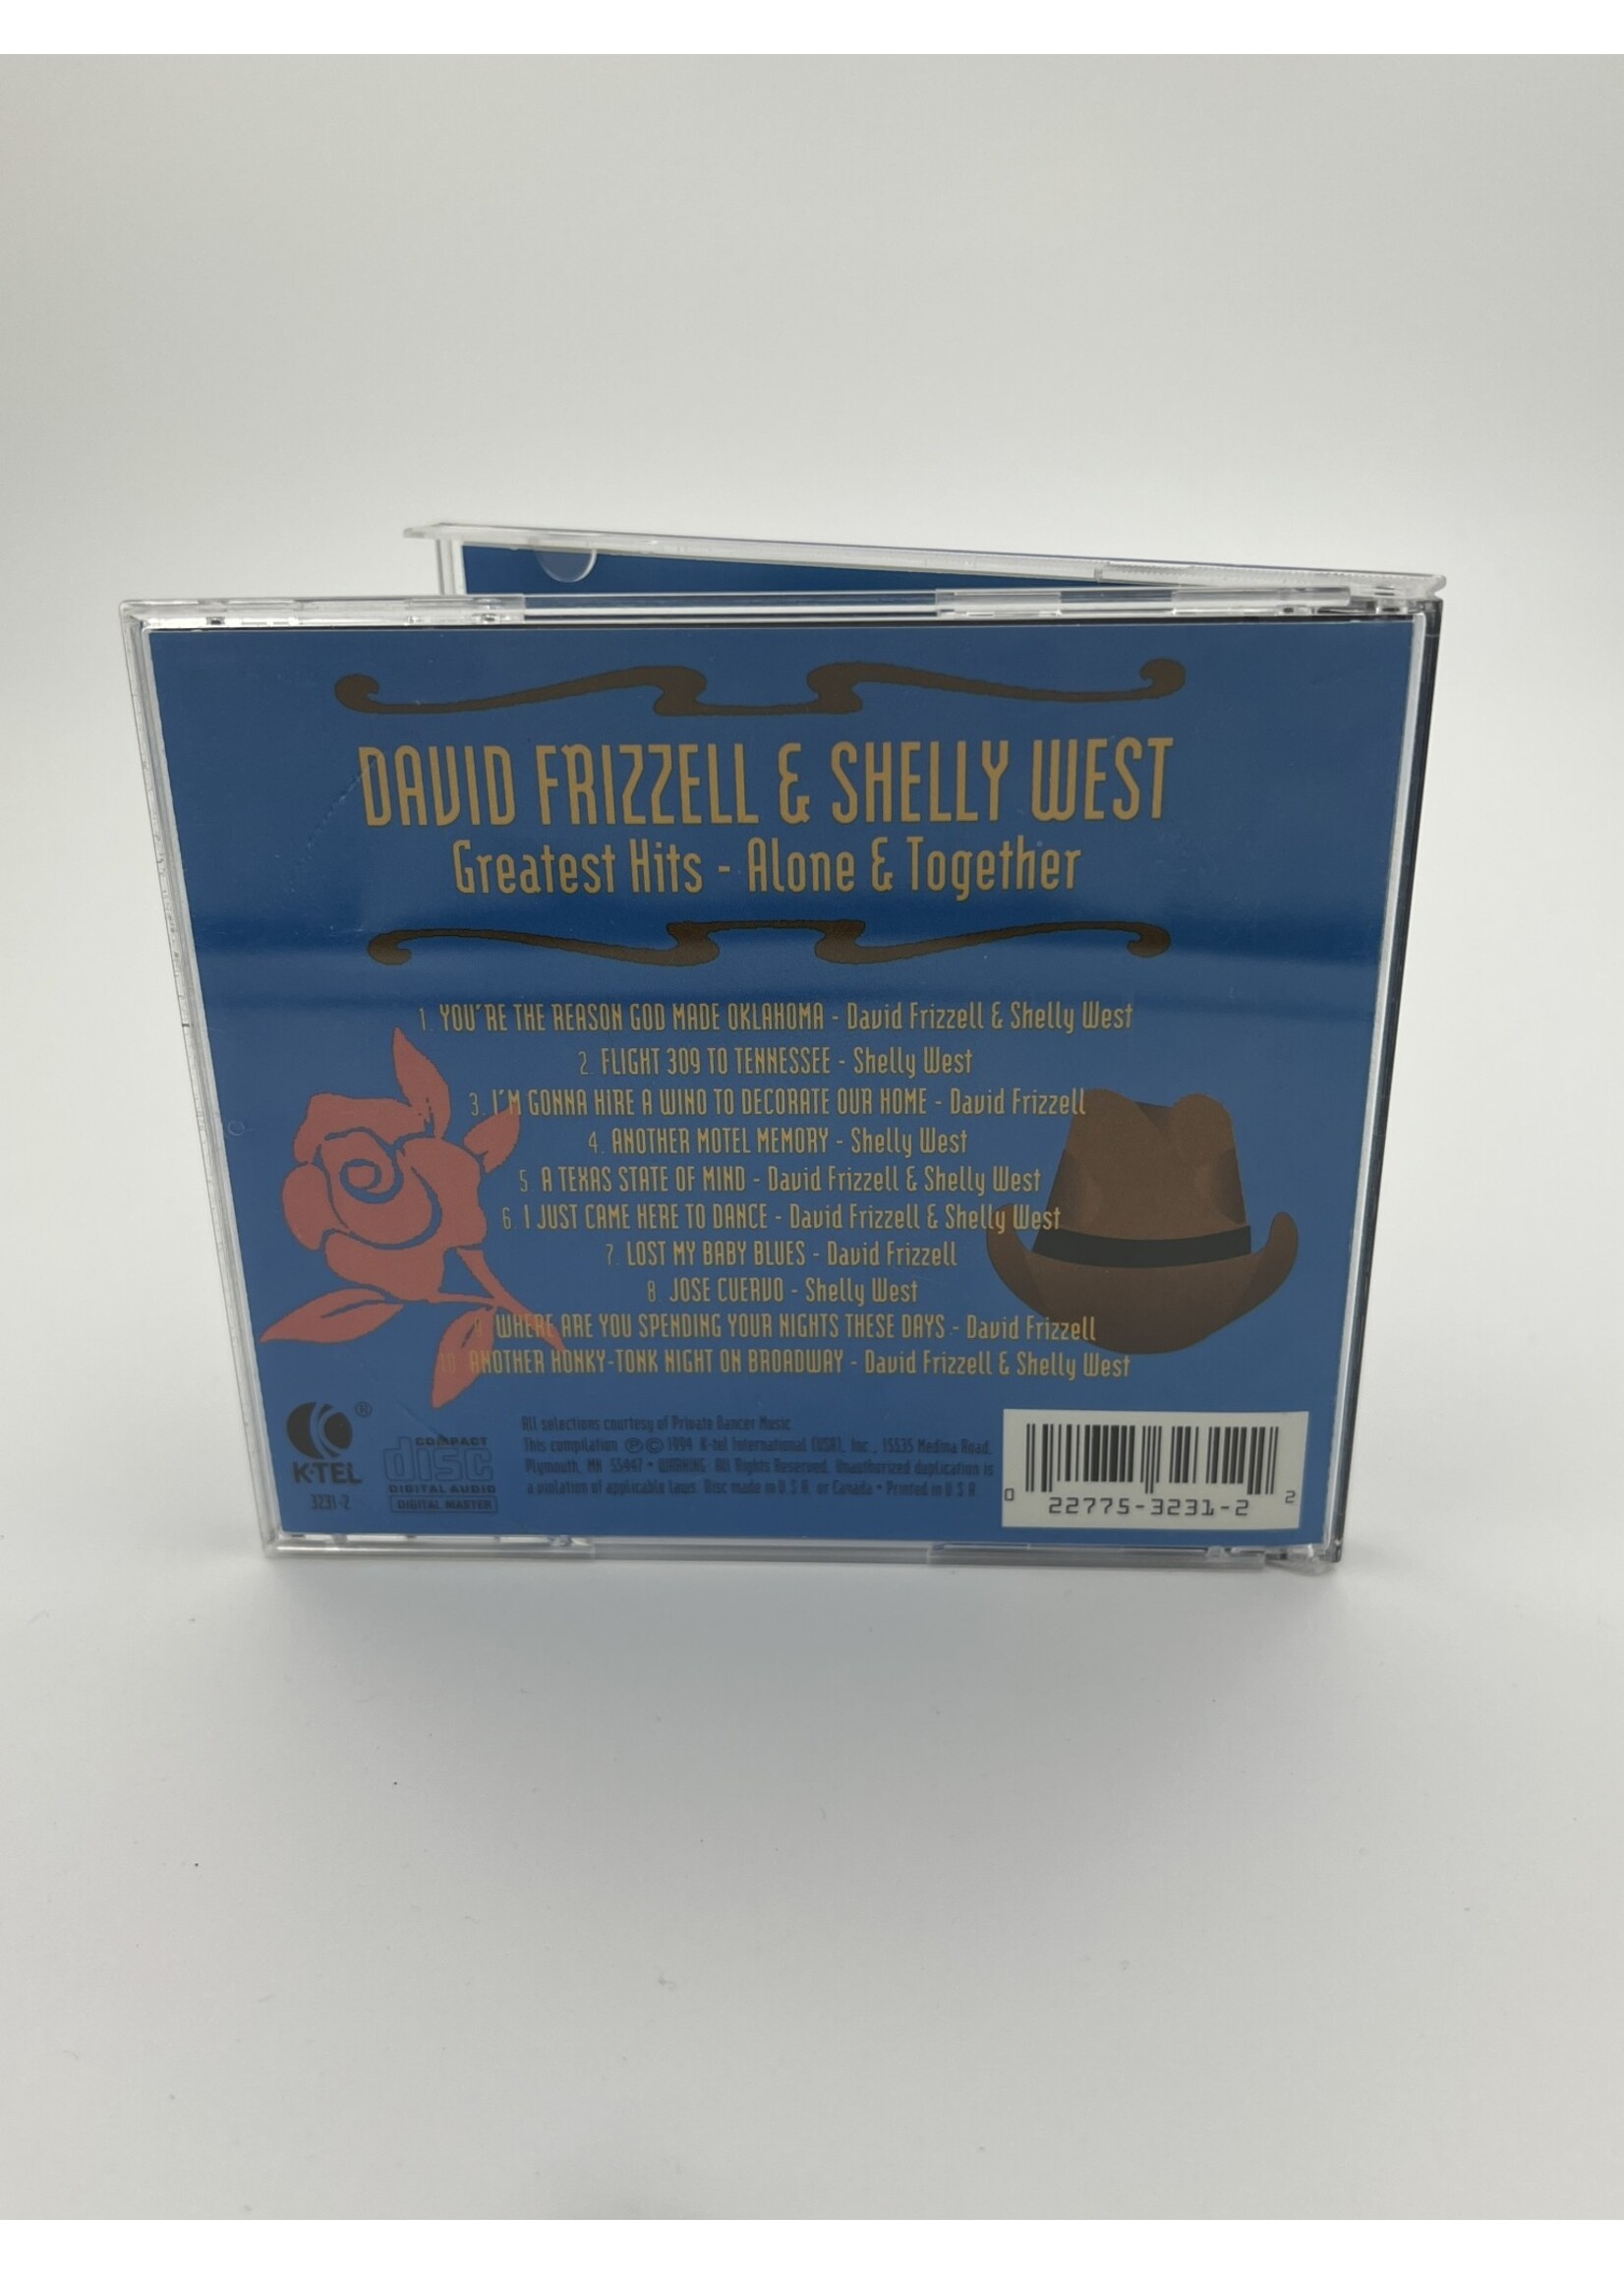 DAVID FRIZZELL & SHELLY WEST
Greatest Hits - Alone & Together
1. YOU'RE THE REASON GOD MADE OKLAHOMA - David Frizzell & Shelly West
2. FLIGHT 309 TO TENNESSEE - Shelly West
3. I'M GONNA HIRE A WINO TO DECORATE OUR HOME - David Frizzell
4. ANOTHER MOTEL MEMORY - Shelly West
5. A TEXAS STATE OF MIND - David Frizzell & Shelly West
6. I JUST CAME HERE TO DANCE - David Frizzell & Shelly West
7. LOST MY BABY BLUES - David Frizzell
8. JOSE CUERVO - Shelly West
9. WHERE ARE YOU SPENDING YOUR NIGHTS THESE DAYS - David Frizzell
10. ANOTHER HONKY-TONK NIGHT ON BROADWAY - David Frizzell & Shelly West
K-TEL ®
3231-2
COMPACT
disc
DIGITAL AUDIO
DIGITAL MASTER
All selections courtesy of Private Dancer Music
This compilation ℗ © 1994 K-tel International (USA), Inc., 15535 Medina Road,
Plymouth, MN 55447 • WARNING: All Rights Reserved. Unauthorized duplication is
a violation of applicable laws. Disc made in U.S.A. or Canada • Printed in U.S.A.
0 22775-3231-2 2